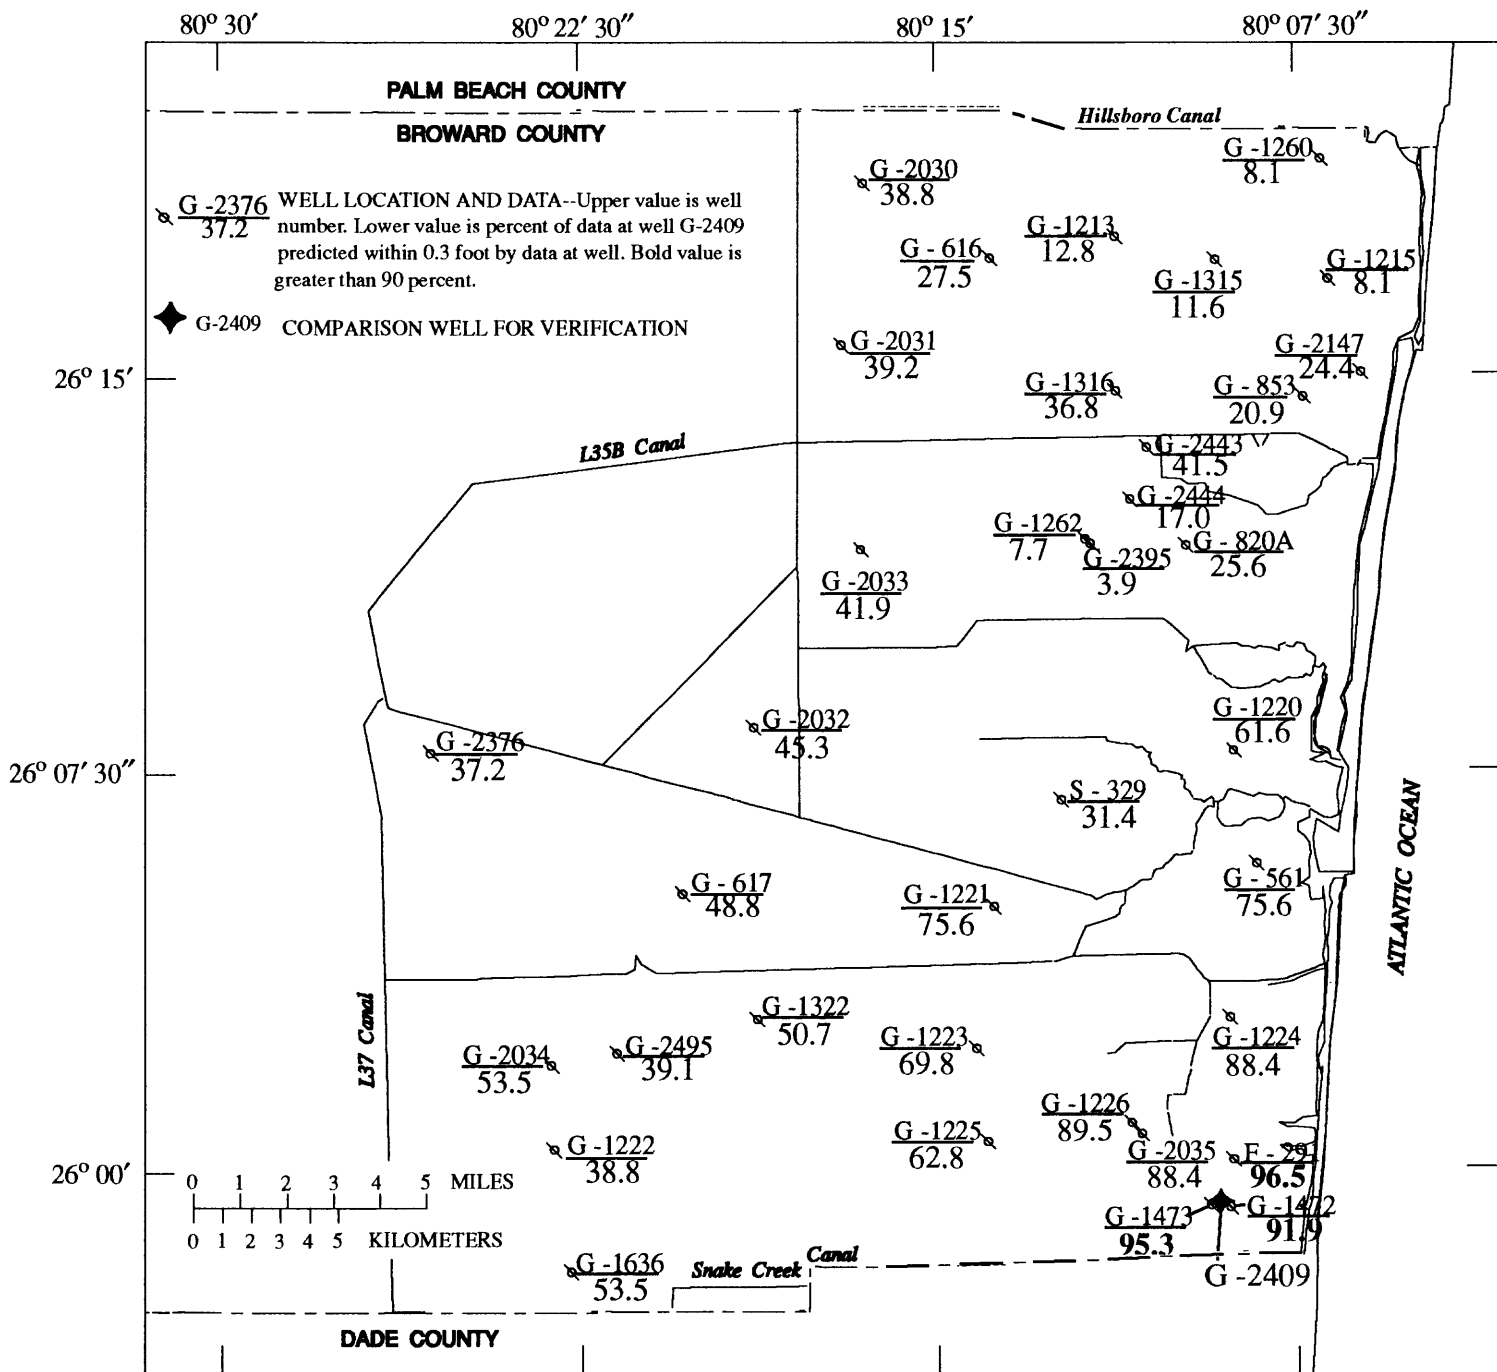 80° 30′ 80° 22′ 30″ 80° 15′ 80° 07′ 30″
PALM BEACH COUNTY
BROWARD COUNTY
Hillsboro Canal
G -2376
37.2
WELL LOCATION AND DATA--Upper value is well
number. Lower value is percent of data at well G-2409
predicted within 0.3 foot by data at well. Bold value is
greater than 90 percent.
G-2409 COMPARISON WELL FOR VERIFICATION
G -1260
8.1
G -2030
38.8
G -1213
12.8
G - 616
27.5
G -1315
11.6
G -1215
8.1
G -2031
39.2
G -2147
24.4
26° 15′
G -1316
36.8
G - 853
20.9
L35B Canal
G -2443
41.5
G -2444
17.0
G -1262
7.7
G - 820A
25.6
G -2395
3.9
G -2033
41.9
G -1220
61.6
G -2032
45.3
G -2376
37.2
26° 07′ 30″
S - 329
31.4
ATLANTIC OCEAN
G - 617
48.8
G -1221
75.6
G - 561
75.6
L37 Canal
G -1322
50.7
G -2034
53.5
G -2495
39.1
G -1223
69.8
G -1224
88.4
G -1226
89.5
G -1222
38.8
G -1225
62.8
G -2035
88.4
F - 291
96.5
26° 00′
0 1 2 3 4 5 MILES
0 1 2 3 4 5 KILOMETERS
G -1473
95.3
G -1472
91.9
G -2409
G -1636
53.5
Snake Creek Canal
DADE COUNTY